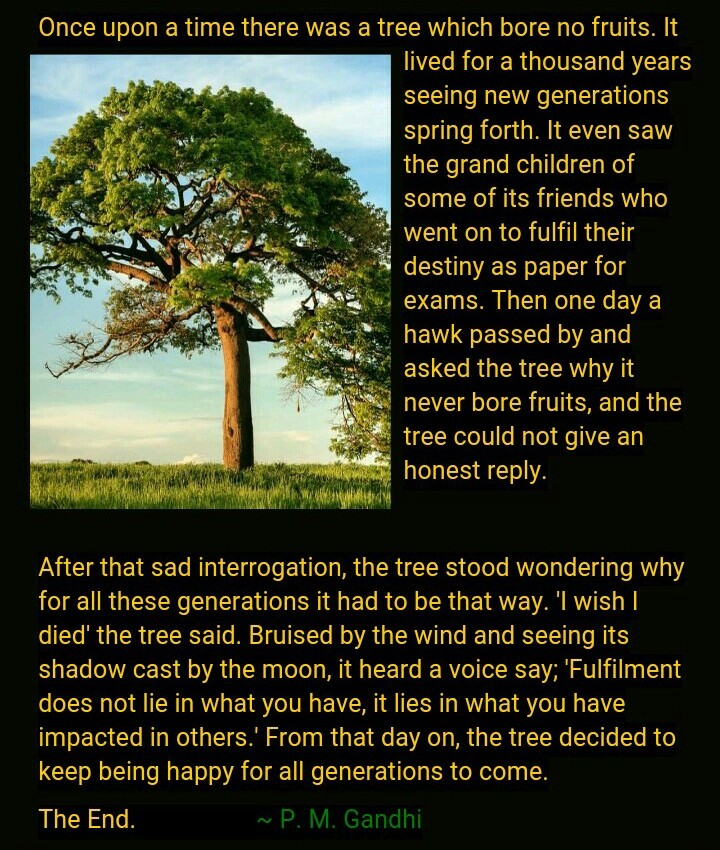 Once upon a time there was a tree which bore no fruits. It
lived for a thousand years
seeing new generations
spring forth. It even saw
the grand children of
some of its friends who
went on to fulfil their
destiny as paper for
exams. Then one day a
hawk passed by and
asked the tree why it
never bore fruits, and the
tree could not give an
honest reply.
After that sad interrogation, the tree stood wondering why
for all these generations it had to be that way. 'I wish I
died' the tree said. Bruised by the wind and seeing its
shadow cast by the moon, it heard a voice say; 'Fulfilment
does not lie in what you have, it lies in what you have
impacted in others.' From that day on, the tree decided to
keep being happy for all generations to come.
The End. ~ P. M. Gandhi